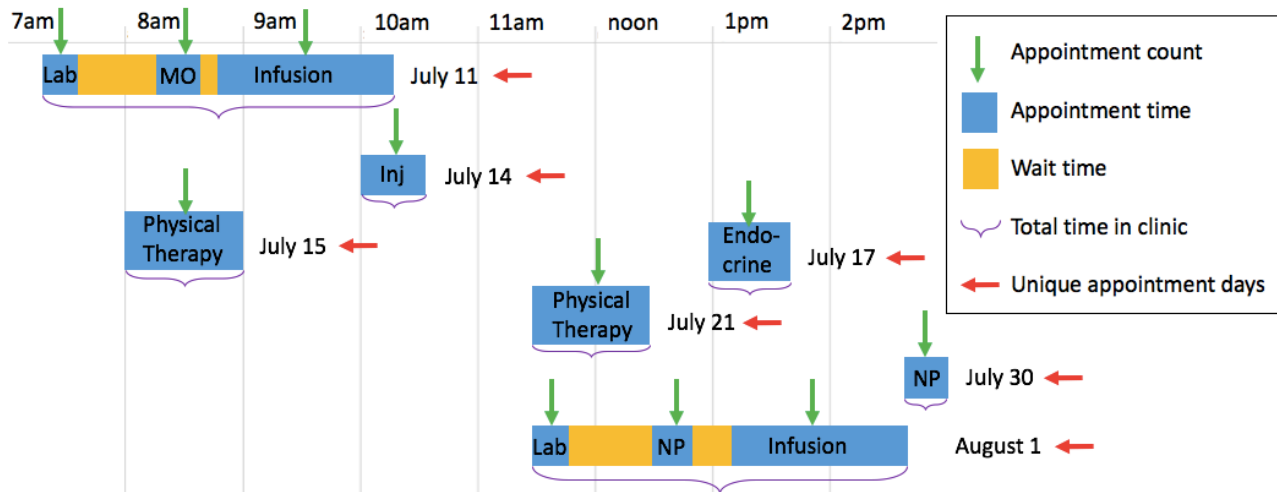 7am 8am 9am 10am 11am noon 1pm 2pm
Appointment count
Appointment time
Wait time
Total time in clinic
Unique appointment days
Lab MO Infusion July 11
Inj July 14
Physical
Therapy July 15
Endo-
crine July 17
Physical
Therapy July 21
NP July 30
Lab NP Infusion August 1